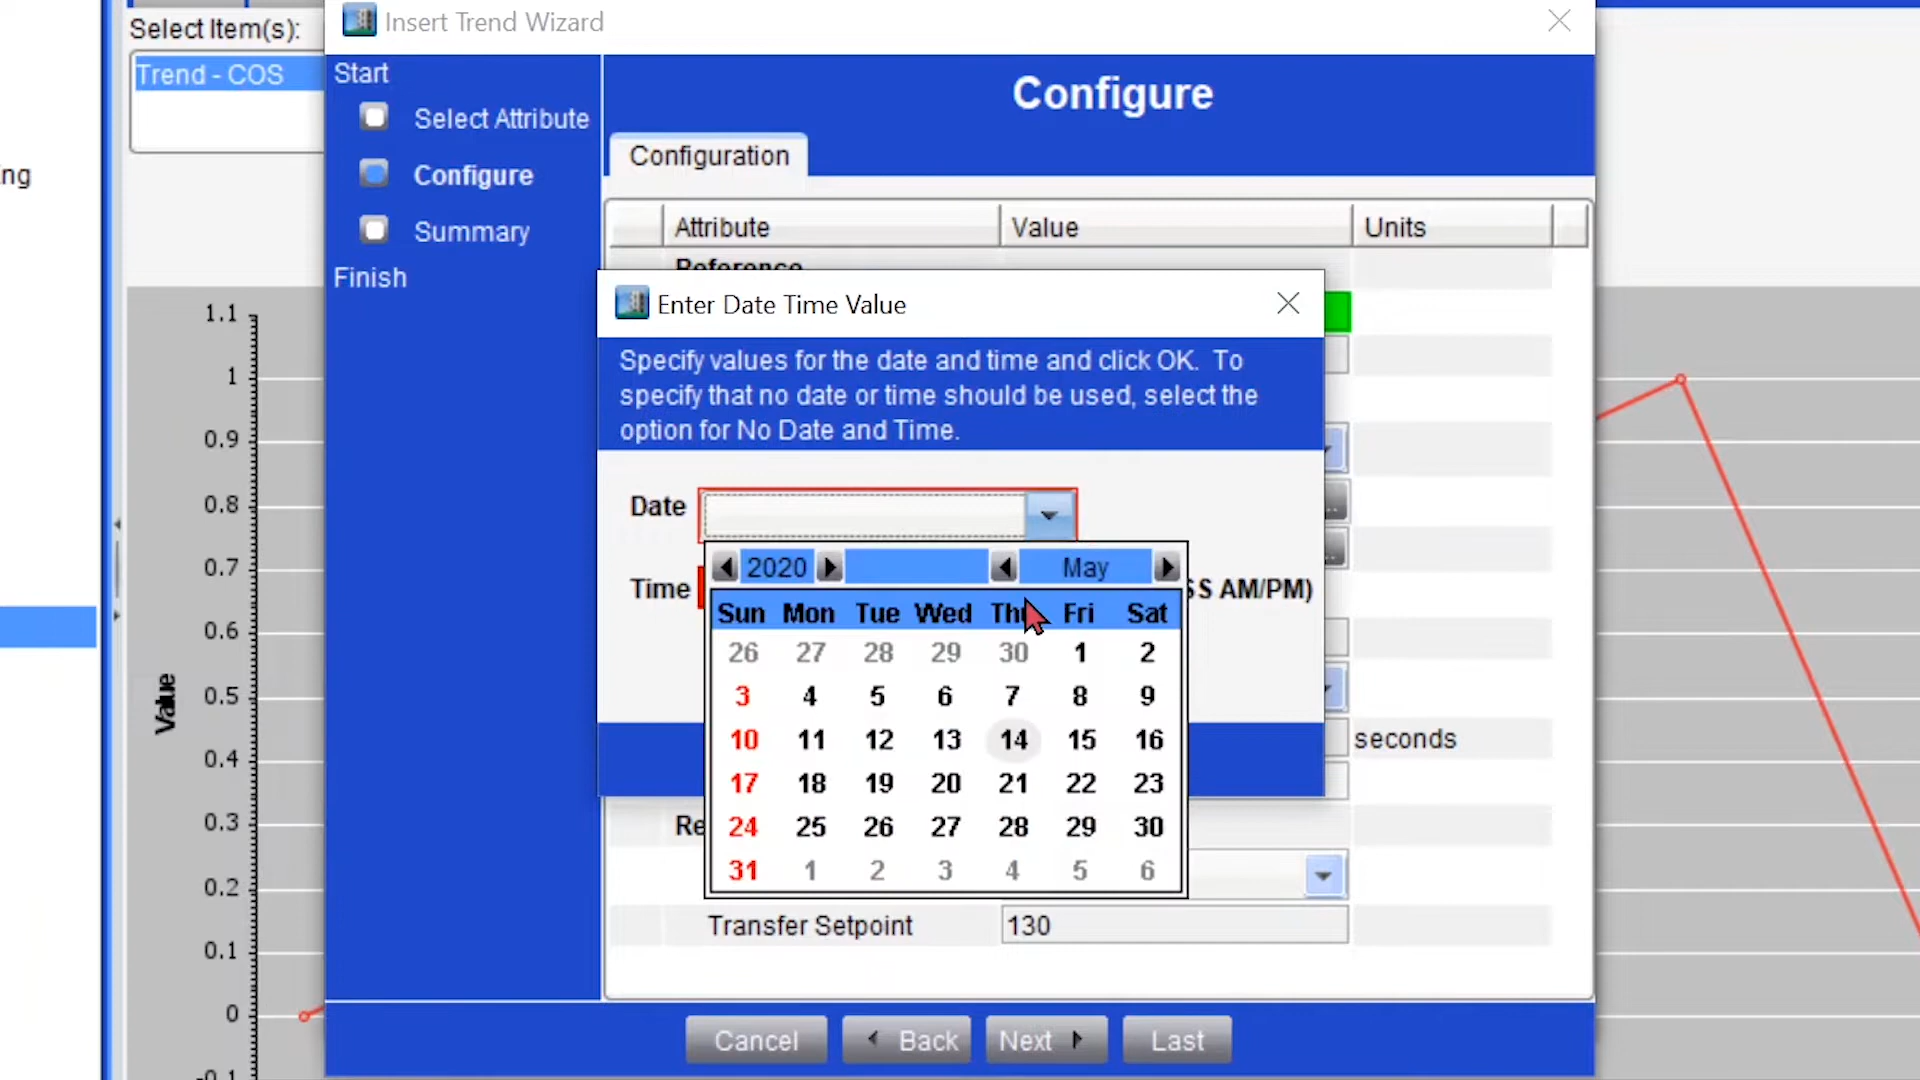 Select Item(s):
Trend - COS
Insert Trend Wizard
Start
Select Attribute
Configure
Summary
Finish
Configure
Configuration
Attribute Value Units
Reference
ing
Enter Date Time Value
Specify values for the date and time and click OK. To
specify that no date or time should be used, select the
option for No Date and Time.
Date
Time
SS AM/PM)
2020 May
Sun Mon Tue Wed Thu Fri Sat
26 27 28 29 30 1 2
3 4 5 6 7 8 9
10 11 12 13 14 15 16
17 18 19 20 21 22 23
24 25 26 27 28 29 30
31 1 2 3 4 5 6
seconds
Re
Transfer Setpoint 130
Cancel Back Next Last
Value
1.1
1
0.9
0.8
0.7
0.6
0.5
0.4
0.3
0.2
0.1
0
-0.1